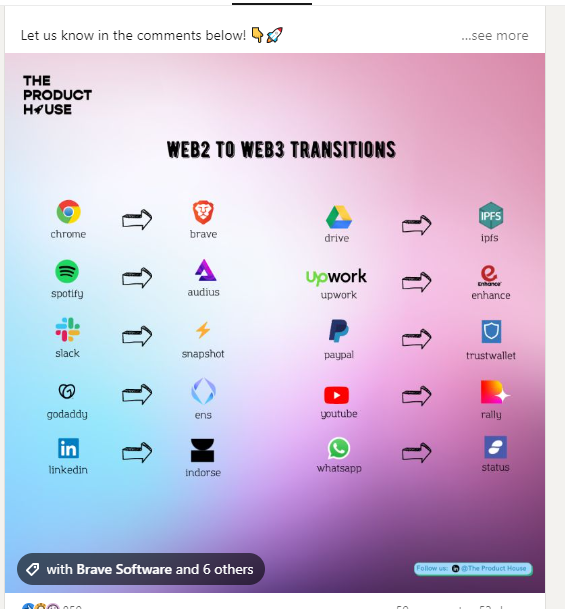 Let us know in the comments below! 👇🚀 ...see more
THE
PRODUCT
HOUSE
WEB2 TO WEB3 TRANSITIONS
chrome
brave
drive
IPFS
ipfs
spotify
audius
upwork
upwork
Enhance
enhance
slack
snapshot
paypal
trustwallet
godaddy
ens
youtube
rally
in
linkedin
indorse
whatsapp
status
with Brave Software and 6 others
Follow us: in @The Product House